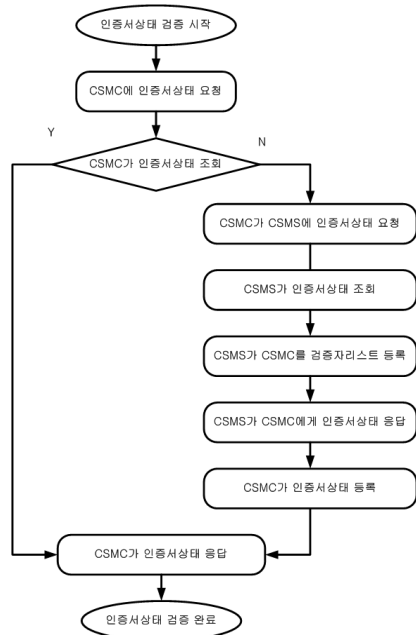 인증서상태 검증 시작
CSMC에 인증서상태 요청
Y
N
CSMC가 인증서상태 조회
CSMC가 CSMS에 인증서상태 요청
CSMS가 인증서상태 조회
CSMS가 CSMC를 검증자리스트 등록
CSMS가 CSMC에게 인증서상태 응답
CSMC가 인증서상태 등록
CSMC가 인증서상태 응답
인증서상태 검증 완료